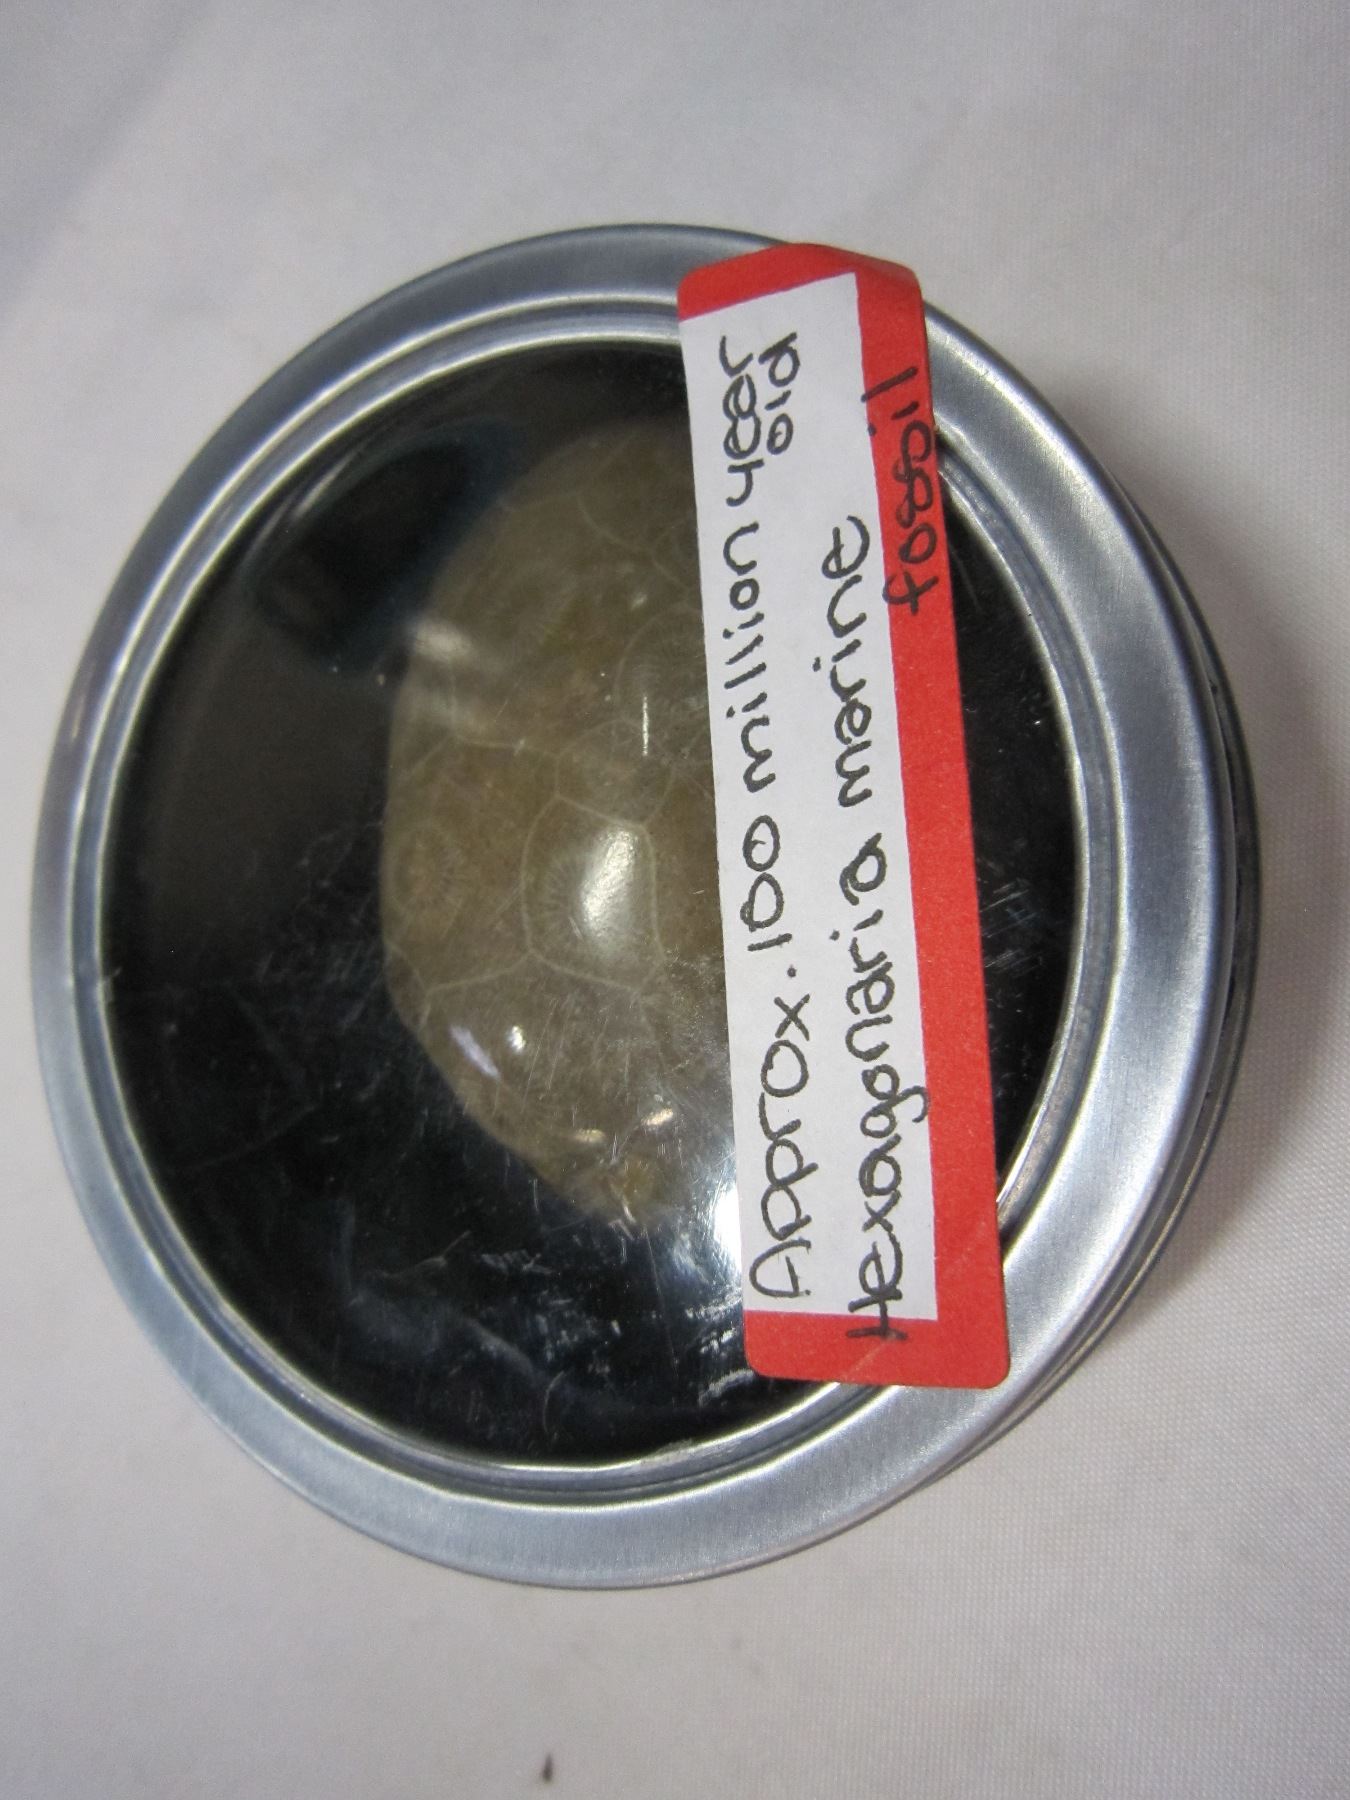 Approx. 100 million year
old
Hexagonaria marine
fossil